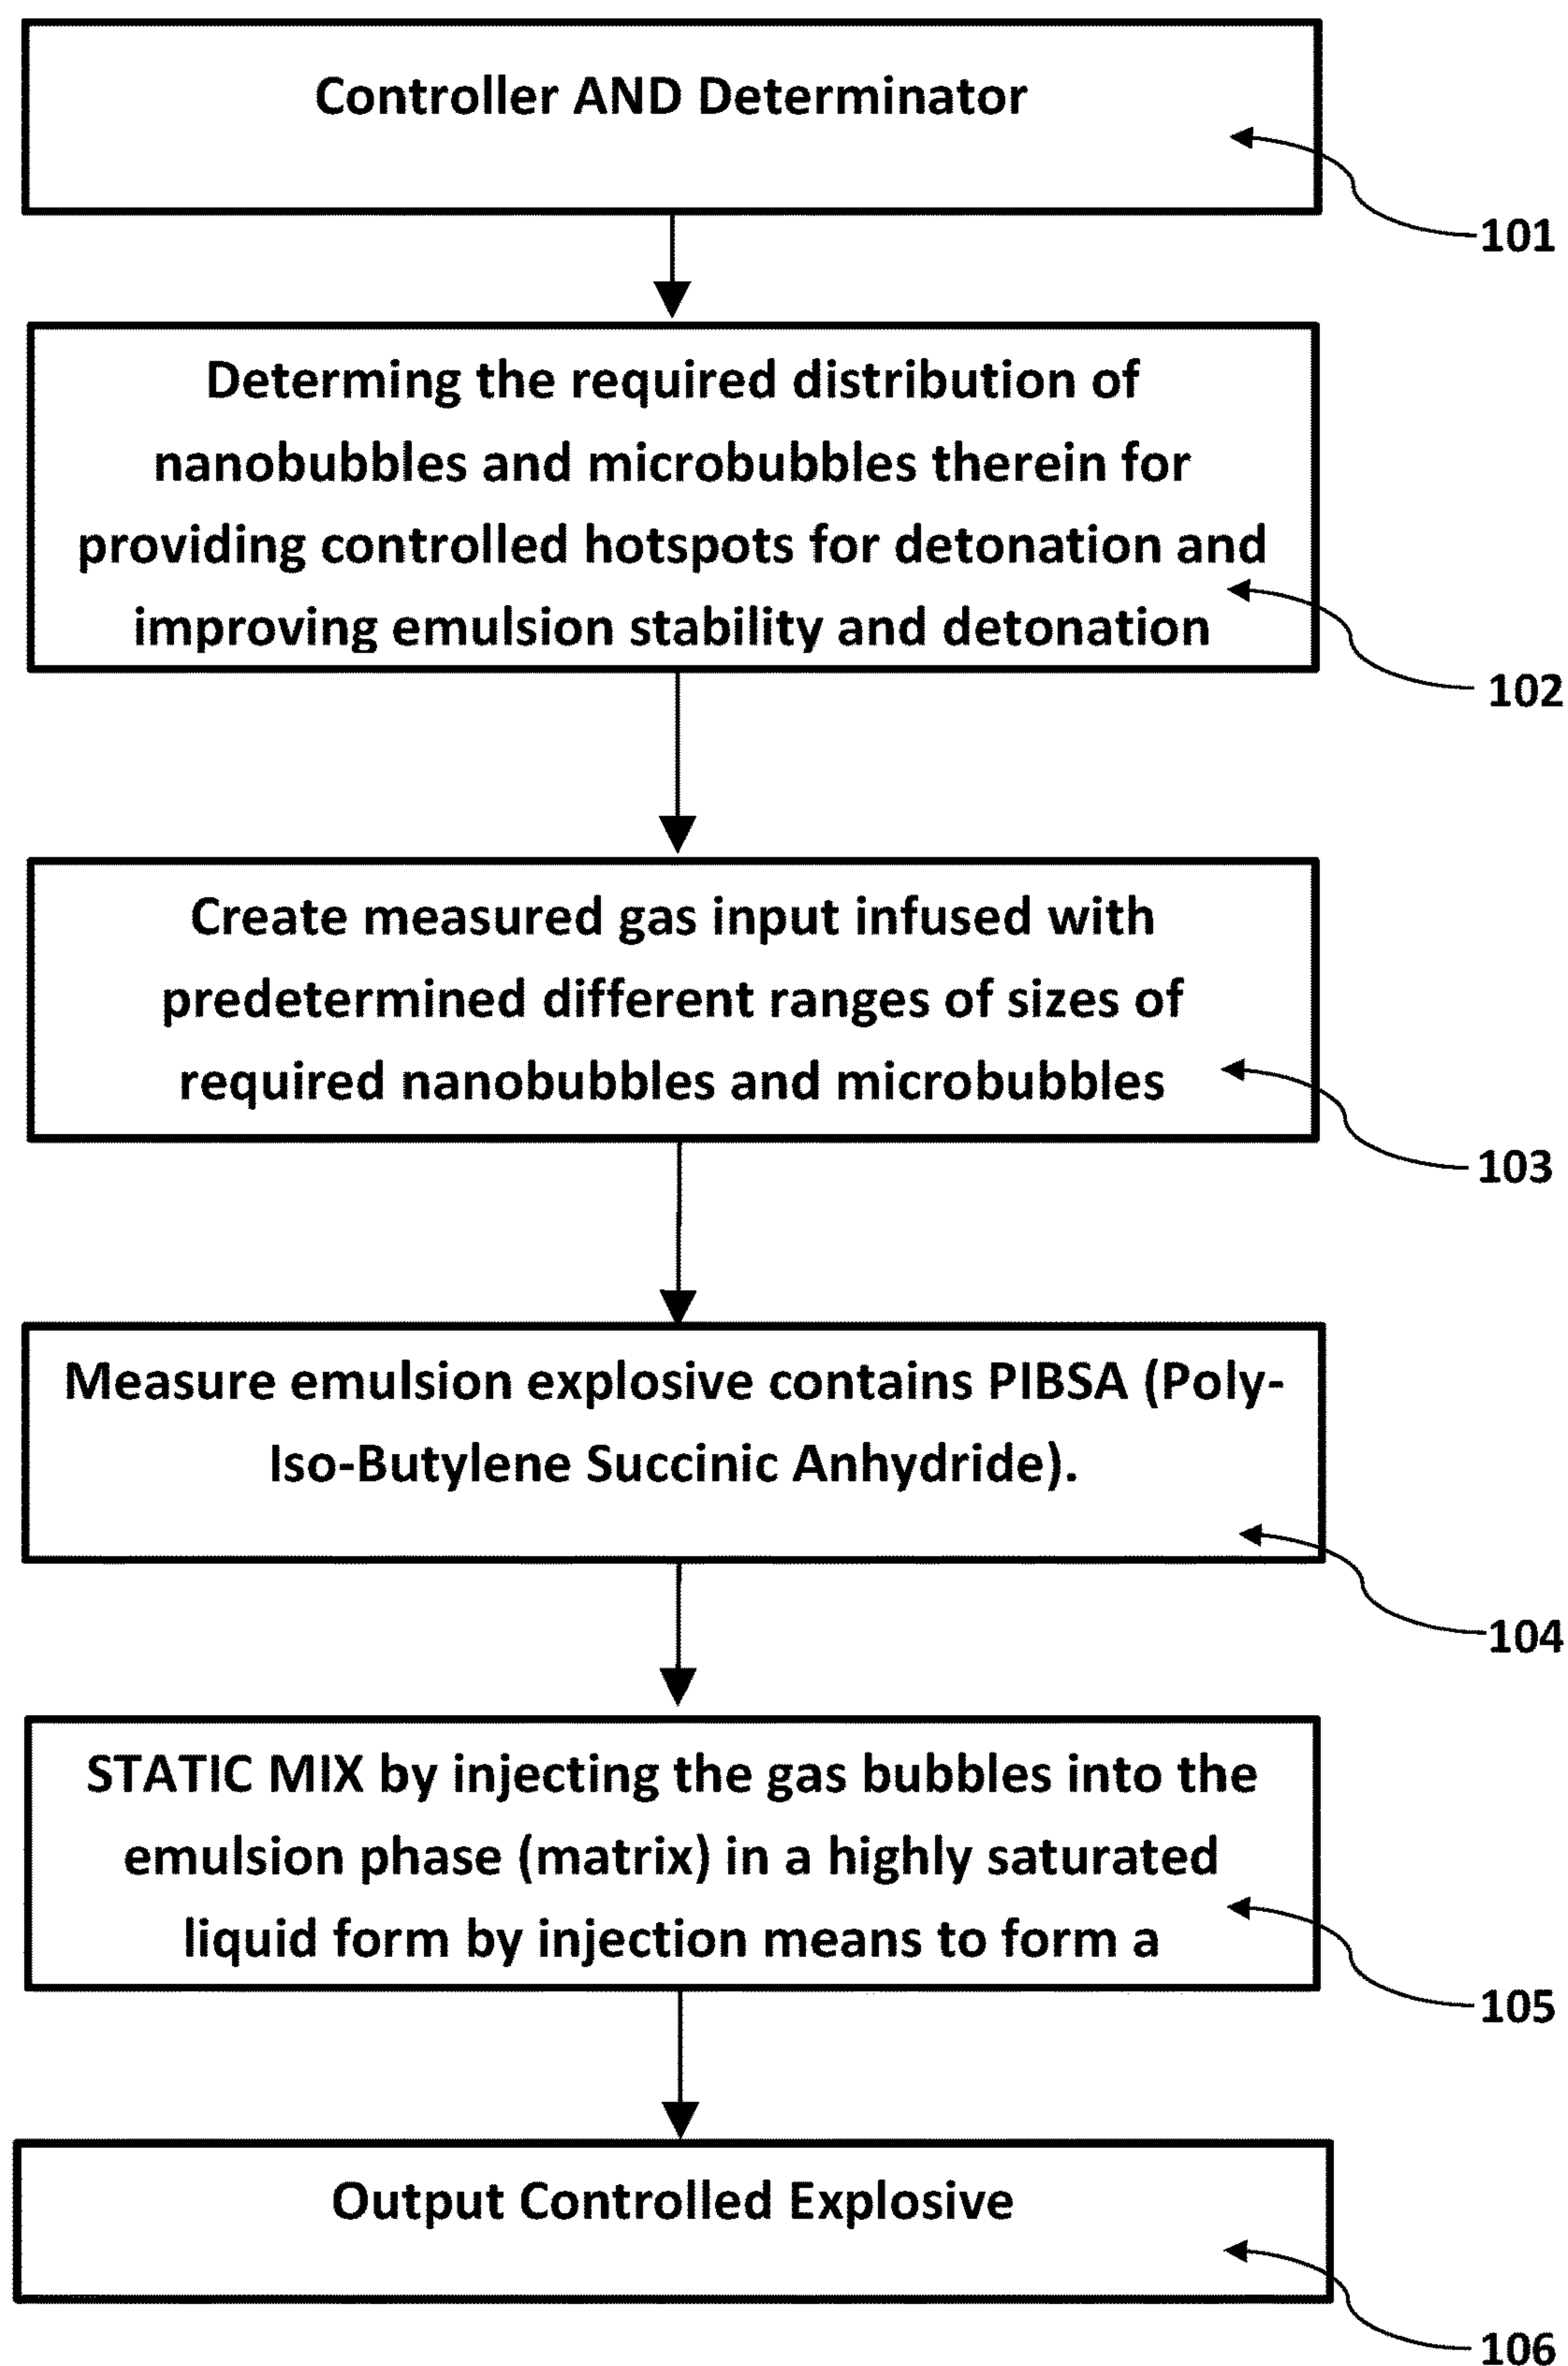 Controller AND Determinator
101
Determing the required distribution of
nanobubbles and microbubbles therein for
providing controlled hotspots for detonation and
improving emulsion stability and detonation
102
Create measured gas input infused with
predetermined different ranges of sizes of
required nanobubbles and microbubbles
103
Measure emulsion explosive contains PIBSA (Poly-
Iso-Butylene Succinic Anhydride).
104
STATIC MIX by injecting the gas bubbles into the
emulsion phase (matrix) in a highly saturated
liquid form by injection means to form a
105
Output Controlled Explosive
106